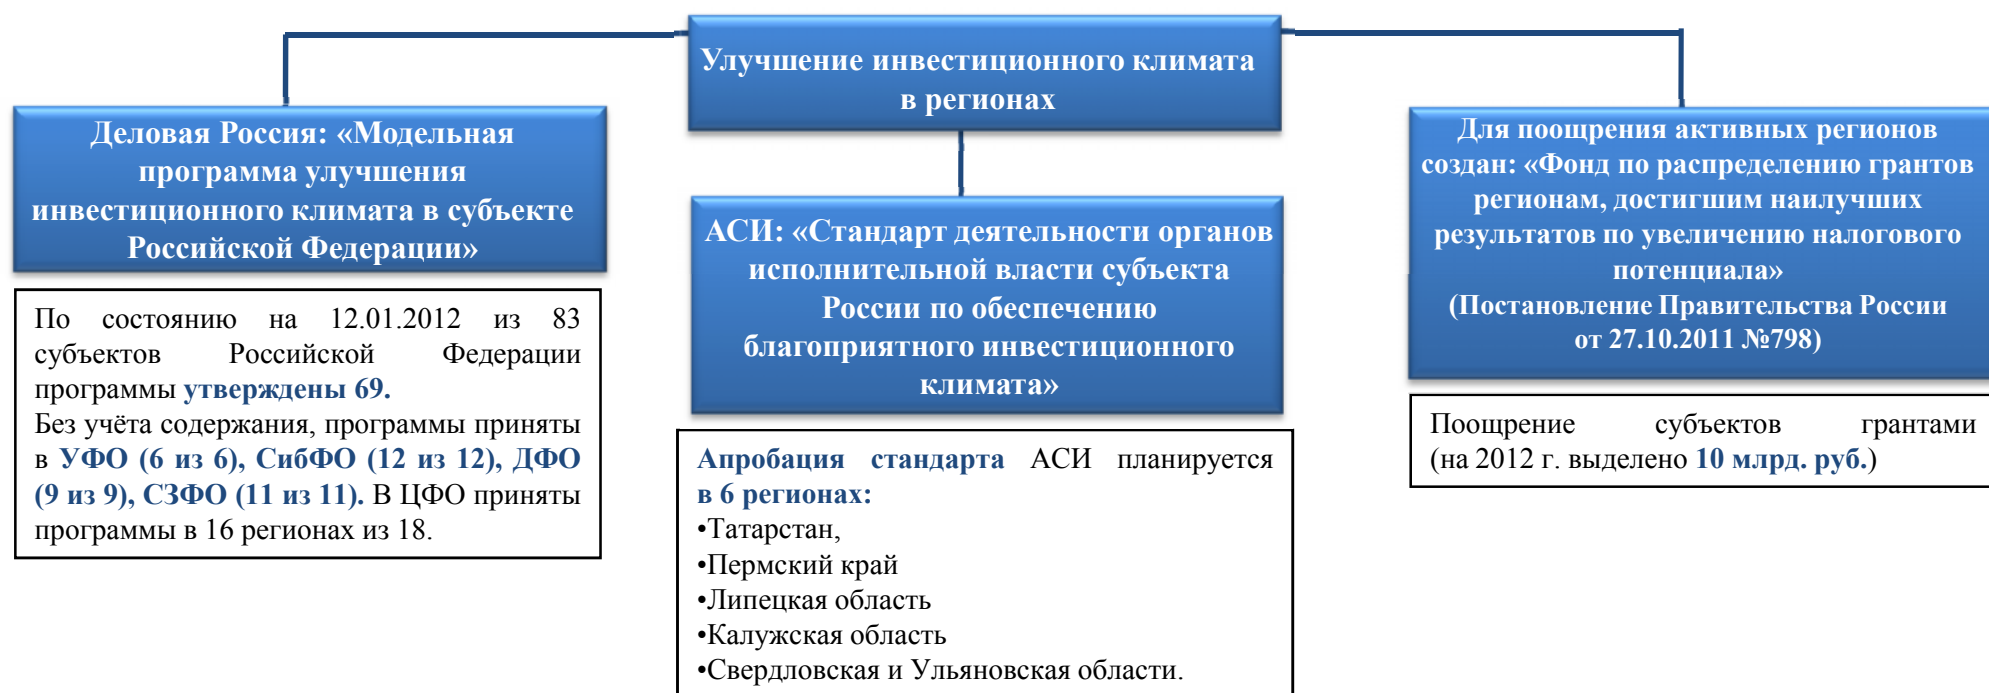 Улучшение инвестиционного климата
в регионах
Деловая Россия: «Модельная
программа улучшения
инвестиционного климата в субъекте
Российской Федерации»
По состоянию на 12.01.2012 из 83
субъектов Российской Федерации
программы утверждены 69.
Без учёта содержания, программы приняты
в УФО (6 из 6), СибФО (12 из 12), ДФО
(9 из 9), СЗФО (11 из 11). В ЦФО приняты
программы в 16 регионах из 18.
АСИ: «Стандарт деятельности органов
исполнительной власти субъекта
России по обеспечению
благоприятного инвестиционного
климата»
Апробация стандарта АСИ планируется
в 6 регионах:
•Татарстан,
•Пермский край
•Липецкая область
•Калужская область
•Свердловская и Ульяновская области.
Для поощрения активных регионов
создан: «Фонд по распределению грантов
регионам, достигшим наилучших
результатов по увеличению налогового
потенциала»
(Постановление Правительства России
от 27.10.2011 №798)
Поощрение субъектов грантами
(на 2012 г. выделено 10 млрд. руб.)